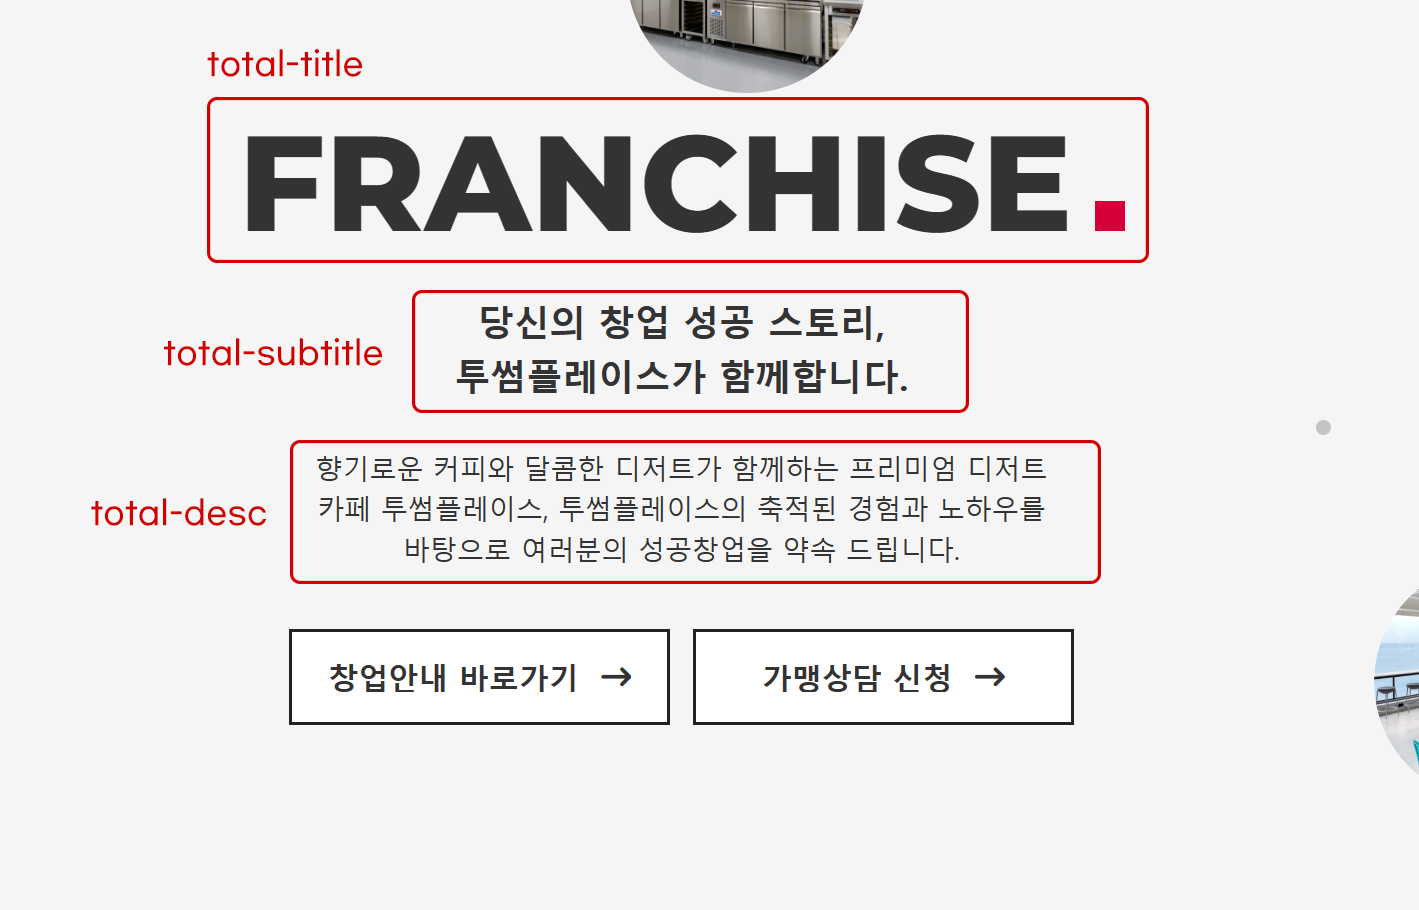 total-title
FRANCHISE.
total-subtitle
당신의 창업 성공 스토리,
투썸플레이스가 함께합니다.
total-desc
향기로운 커피와 달콤한 디저트가 함께하는 프리미엄 디저트
카페 투썸플레이스, 투썸플레이스의 축적된 경험과 노하우를
바탕으로 여러분의 성공창업을 약속 드립니다.
창업안내 바로가기 →
가맹상담 신청 →